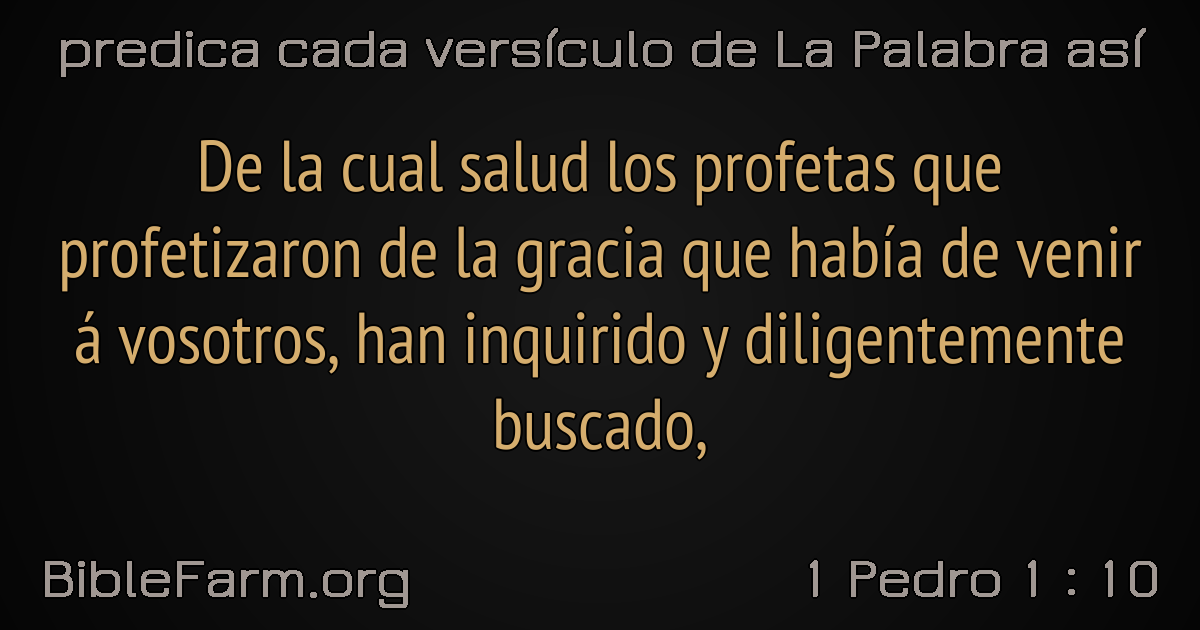 predica cada versículo de La Palabra así
De la cual salud los profetas que
profetizaron de la gracia que había de venir
á vosotros, han inquirido y diligentemente
buscado,
BibleFarm.org
1 Pedro 1 : 10